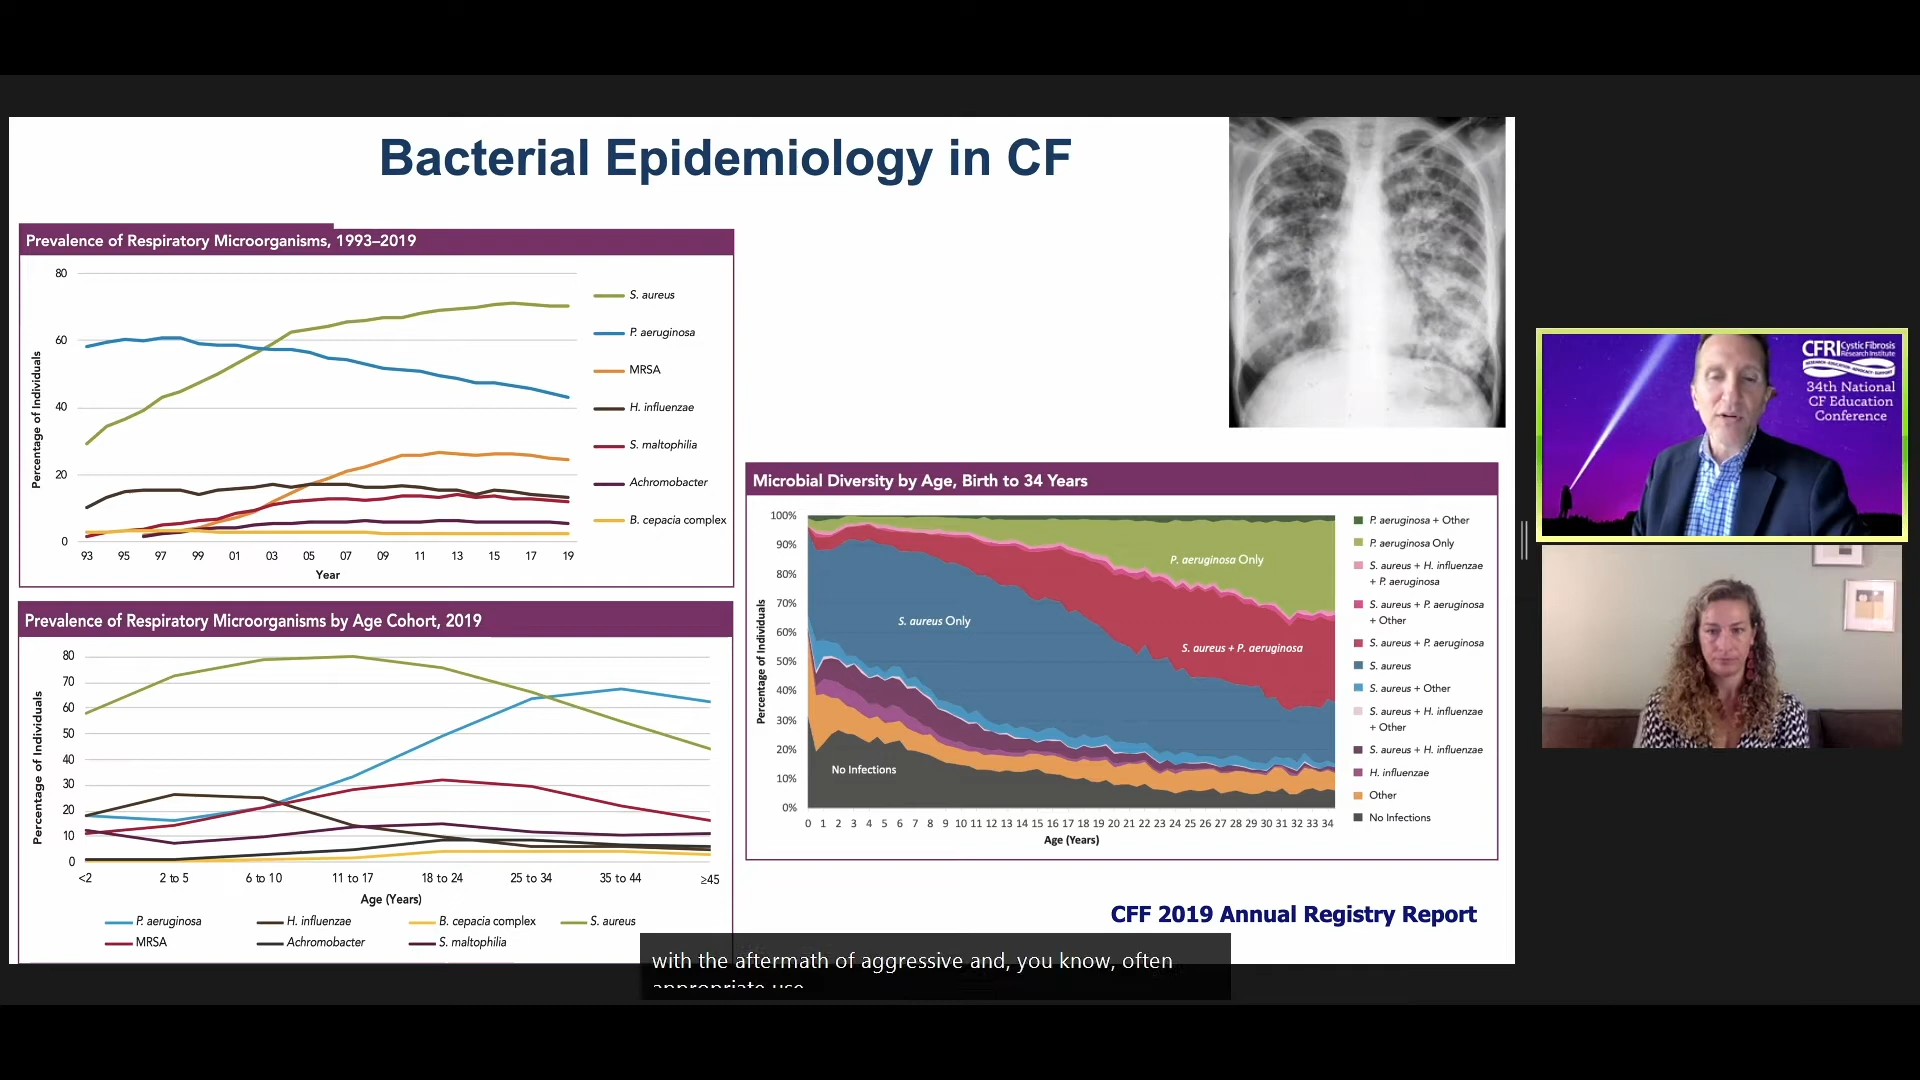 Bacterial Epidemiology in CF
Prevalence of Respiratory Microorganisms, 1993–2019
80
60
40
20
0
Percentage of Individuals
93 95 97 99 01 03 05 07 09 11 13 15 17 19
Year
S. aureus
P. aeruginosa
MRSA
H. influenzae
S. maltophilia
Achromobacter
B. cepacia complex
Prevalence of Respiratory Microorganisms by Age Cohort, 2019
80
70
60
50
40
30
20
10
0
Percentage of Individuals
<2 2 to 5 6 to 10 11 to 17 18 to 24 25 to 34 35 to 44 ≥45
Age (Years)
P. aeruginosa H. influenzae B. cepacia complex S. aureus
MRSA Achromobacter S. maltophilia
Microbial Diversity by Age, Birth to 34 Years
100%
90%
80%
70%
60%
50%
40%
30%
20%
10%
0%
Percentage of Individuals
P. aeruginosa Only
S. aureus Only
S. aureus + P. aeruginosa
No Infections
0 1 2 3 4 5 6 7 8 9 10 11 12 13 14 15 16 17 18 19 20 21 22 23 24 25 26 27 28 29 30 31 32 33 34
Age (Years)
P. aeruginosa + Other
P. aeruginosa Only
S. aureus + H. influenzae
+ P. aeruginosa
S. aureus + P. aeruginosa
+ Other
S. aureus + P. aeruginosa
S. aureus
S. aureus + Other
S. aureus + H. influenzae
+ Other
S. aureus + H. influenzae
H. influenzae
Other
No Infections
CFF 2019 Annual Registry Report
with the aftermath of aggressive and, you know, often
appropriate use
CFRI Cystic Fibrosis
Research Institute
34th National
CF Education
Conference